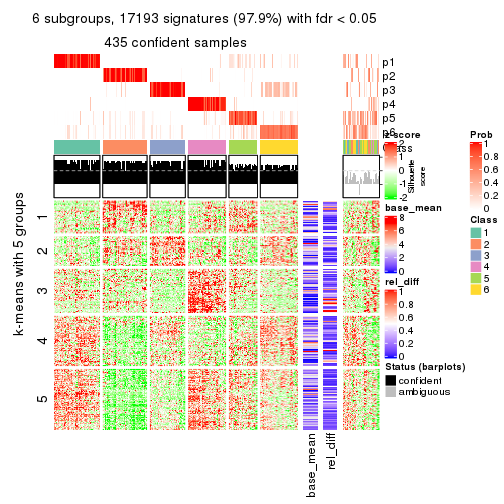 6 subgroups, 17193 signatures (97.9%) with fdr < 0.05
435 confident samples
p1
p2
p3
p4
p5
p6
Class
Silhouette
score
k-means with 5 groups
1
2
3
4
5
base_mean
rel_diff
z-score
2
1
0
-1
-2
base_mean
8
6
4
2
0
rel_diff
1
0.8
0.6
0.4
0.2
0
Status (barplots)
confident
ambiguous
Prob
1
0.8
0.6
0.4
0.2
0
Class
1
2
3
4
5
6